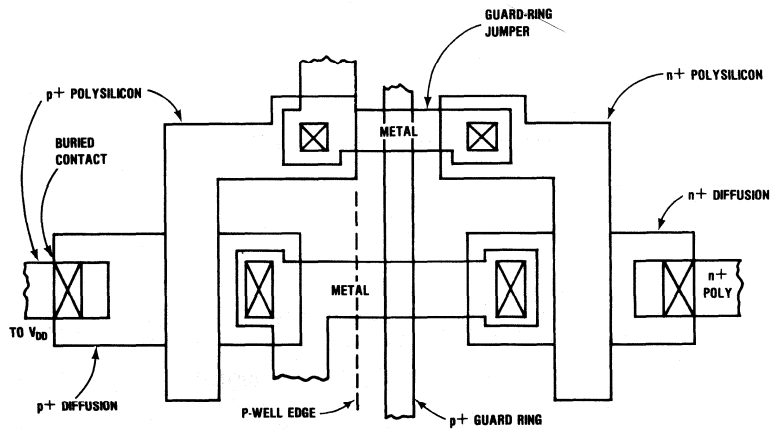 GUARD-RING
JUMPER
p+ POLYSILICON
n+ POLYSILICON
METAL
BURIED
CONTACT
n+ DIFFUSION
METAL
n+
POLY
TO VDD
p+ DIFFUSION
P-WELL EDGE
p+ GUARD RING